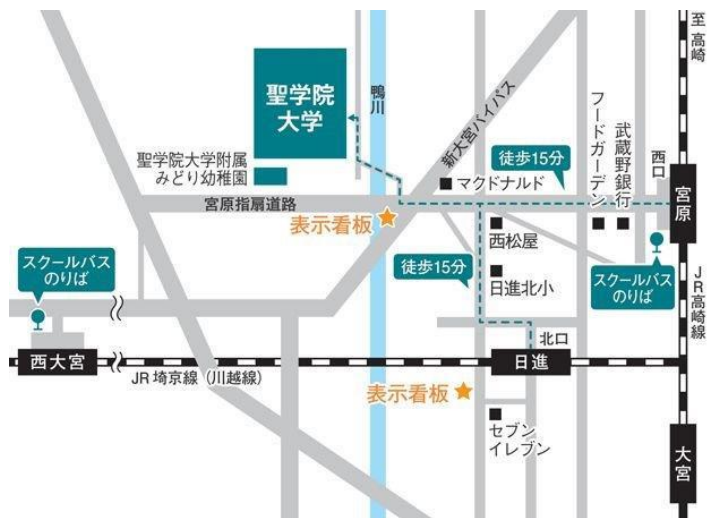 至高崎
聖学院
大学
鴨川
新大宮バイパス
フードガーデン
武蔵野銀行
西口
徒歩15分
聖学院大学附属
みどり幼稚園
マクドナルド
宮原
宮原指扇道路
表示看板
西松屋
スクールバス
のりば
徒歩15分
日進北小
スクールバス
のりば
JR高崎線
北口
西大宮
日進
JR埼京線(川越線)
表示看板
セブン
イレブン
大宮